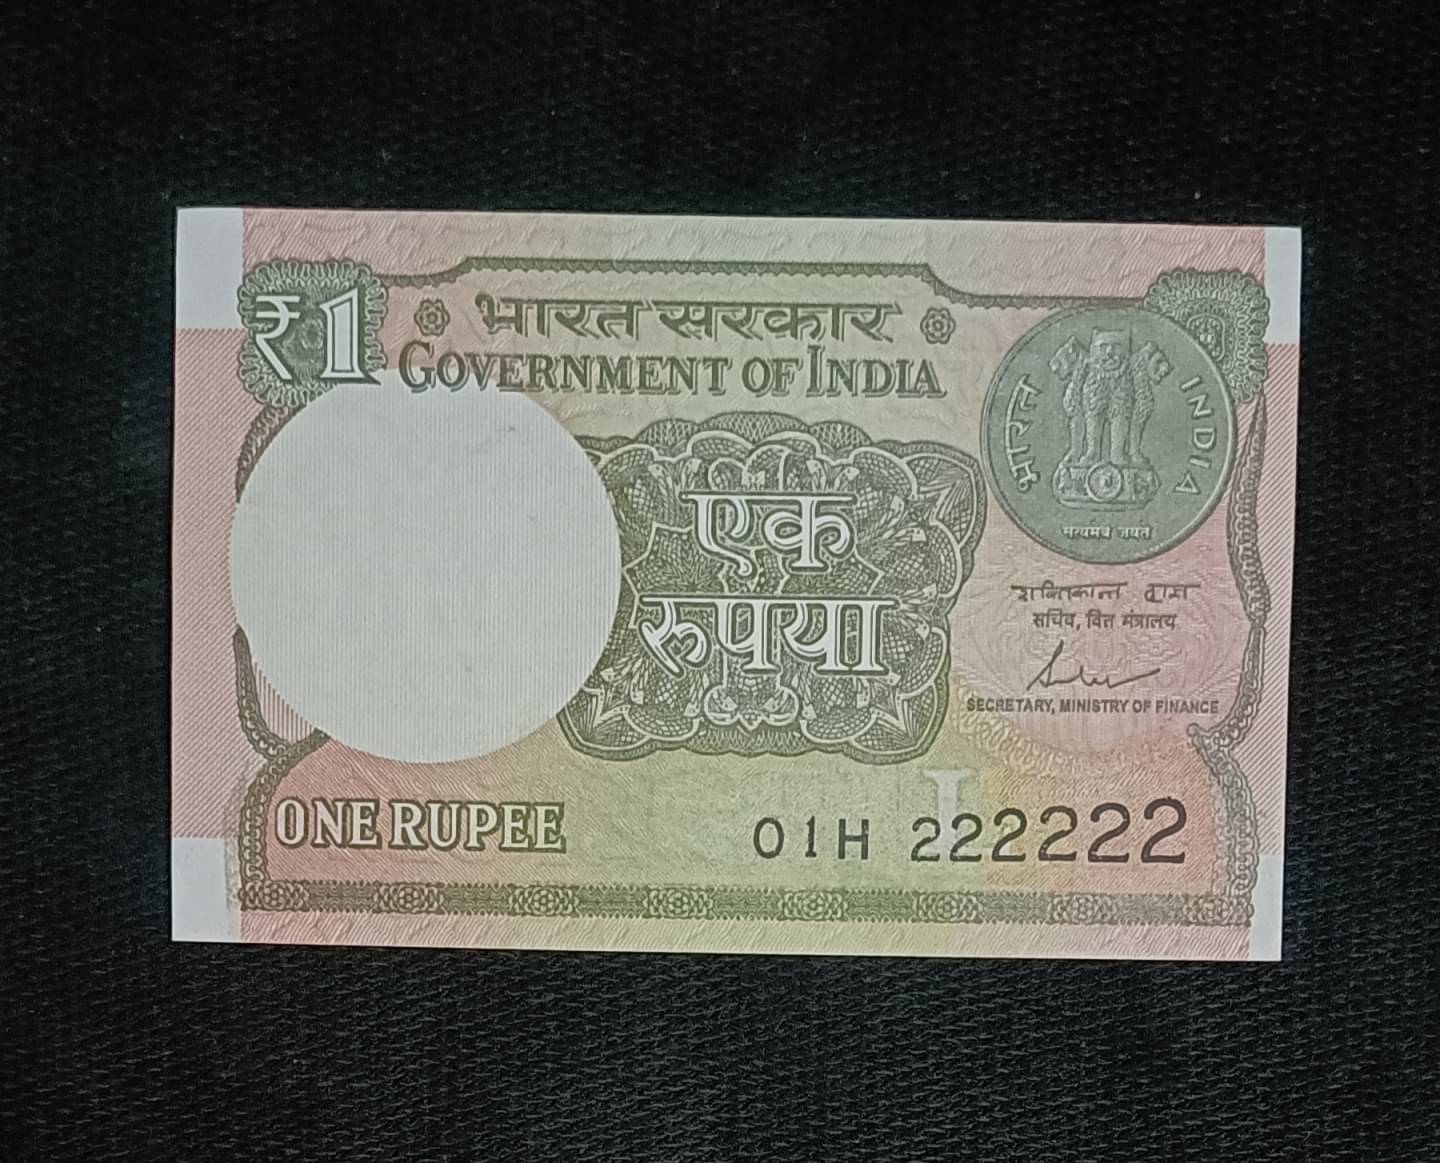 ₹1
भारत सरकार
GOVERNMENT OF INDIA
भारत
INDIA
सत्यमेव जयते
एक
रुपया
शक्तिकान्त दास
सचिव, वित्त मंत्रालय
SECRETARY, MINISTRY OF FINANCE
L
ONE RUPEE
01H 222222